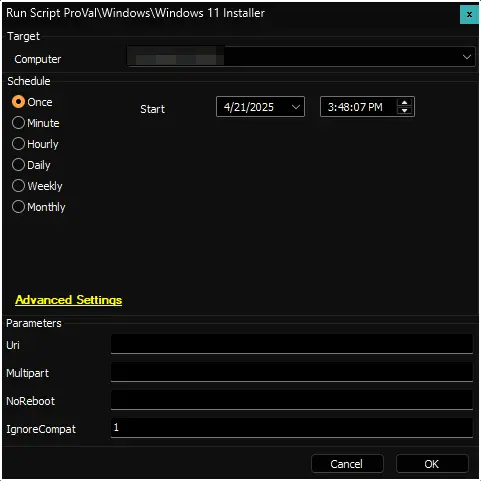 Run Script ProVal\Windows\Windows 11 Installer x
Target
Computer
Schedule
Once Start 4/21/2025 3:48:07 PM
Minute
Hourly
Daily
Weekly
Monthly
Advanced Settings
Parameters
Uri
Multipart
NoReboot
IgnoreCompat 1
Cancel OK